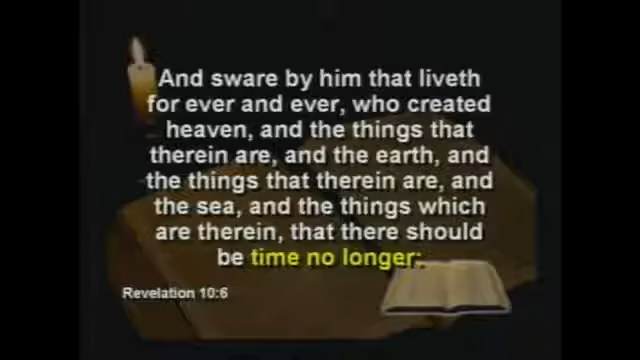 And sware by him that liveth
for ever and ever, who created
heaven, and the things that
therein are, and the earth, and
the things that therein are, and
the sea, and the things which
are therein, that there should
be time no longer:
Revelation 10:6